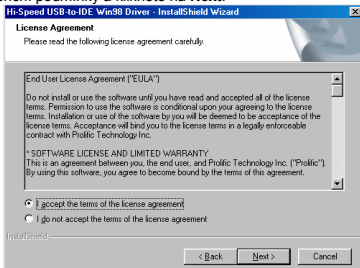 Hi-Speed USB-to-IDE Win98 Driver - InstallShield Wizard
License Agreement
Please read the following license agreement carefully.
End User License Agreement ("EULA")
Do not install or use the software until you have read and accepted all of the license
terms. Permission to use the software is conditional upon your agreeing to the license
terms. Installation or use of the software by you will be deemed to be acceptance of the
license terms. Acceptance will bind you to the license terms in a legally enforceable
contract with Prolific Technology Inc.
* SOFTWARE LICENSE AND LIMITED WARRANTY
This is an agreement between you, the end user, and Prolific Technology Inc. ("Prolific").
By using this software, you agree to become bound by the terms of this agreement.
I accept the terms of the license agreement
I do not accept the terms of the license agreement
InstallShield
< Back
Next >
Cancel